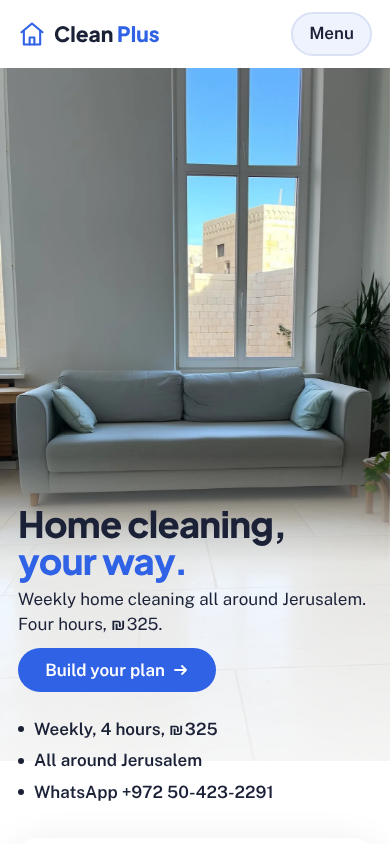 Clean Plus
Menu
Home cleaning,
your way.
Weekly home cleaning all around Jerusalem.
Four hours, ₪325.
Build your plan →
• Weekly, 4 hours, ₪325
• All around Jerusalem
• WhatsApp +972 50-423-2291